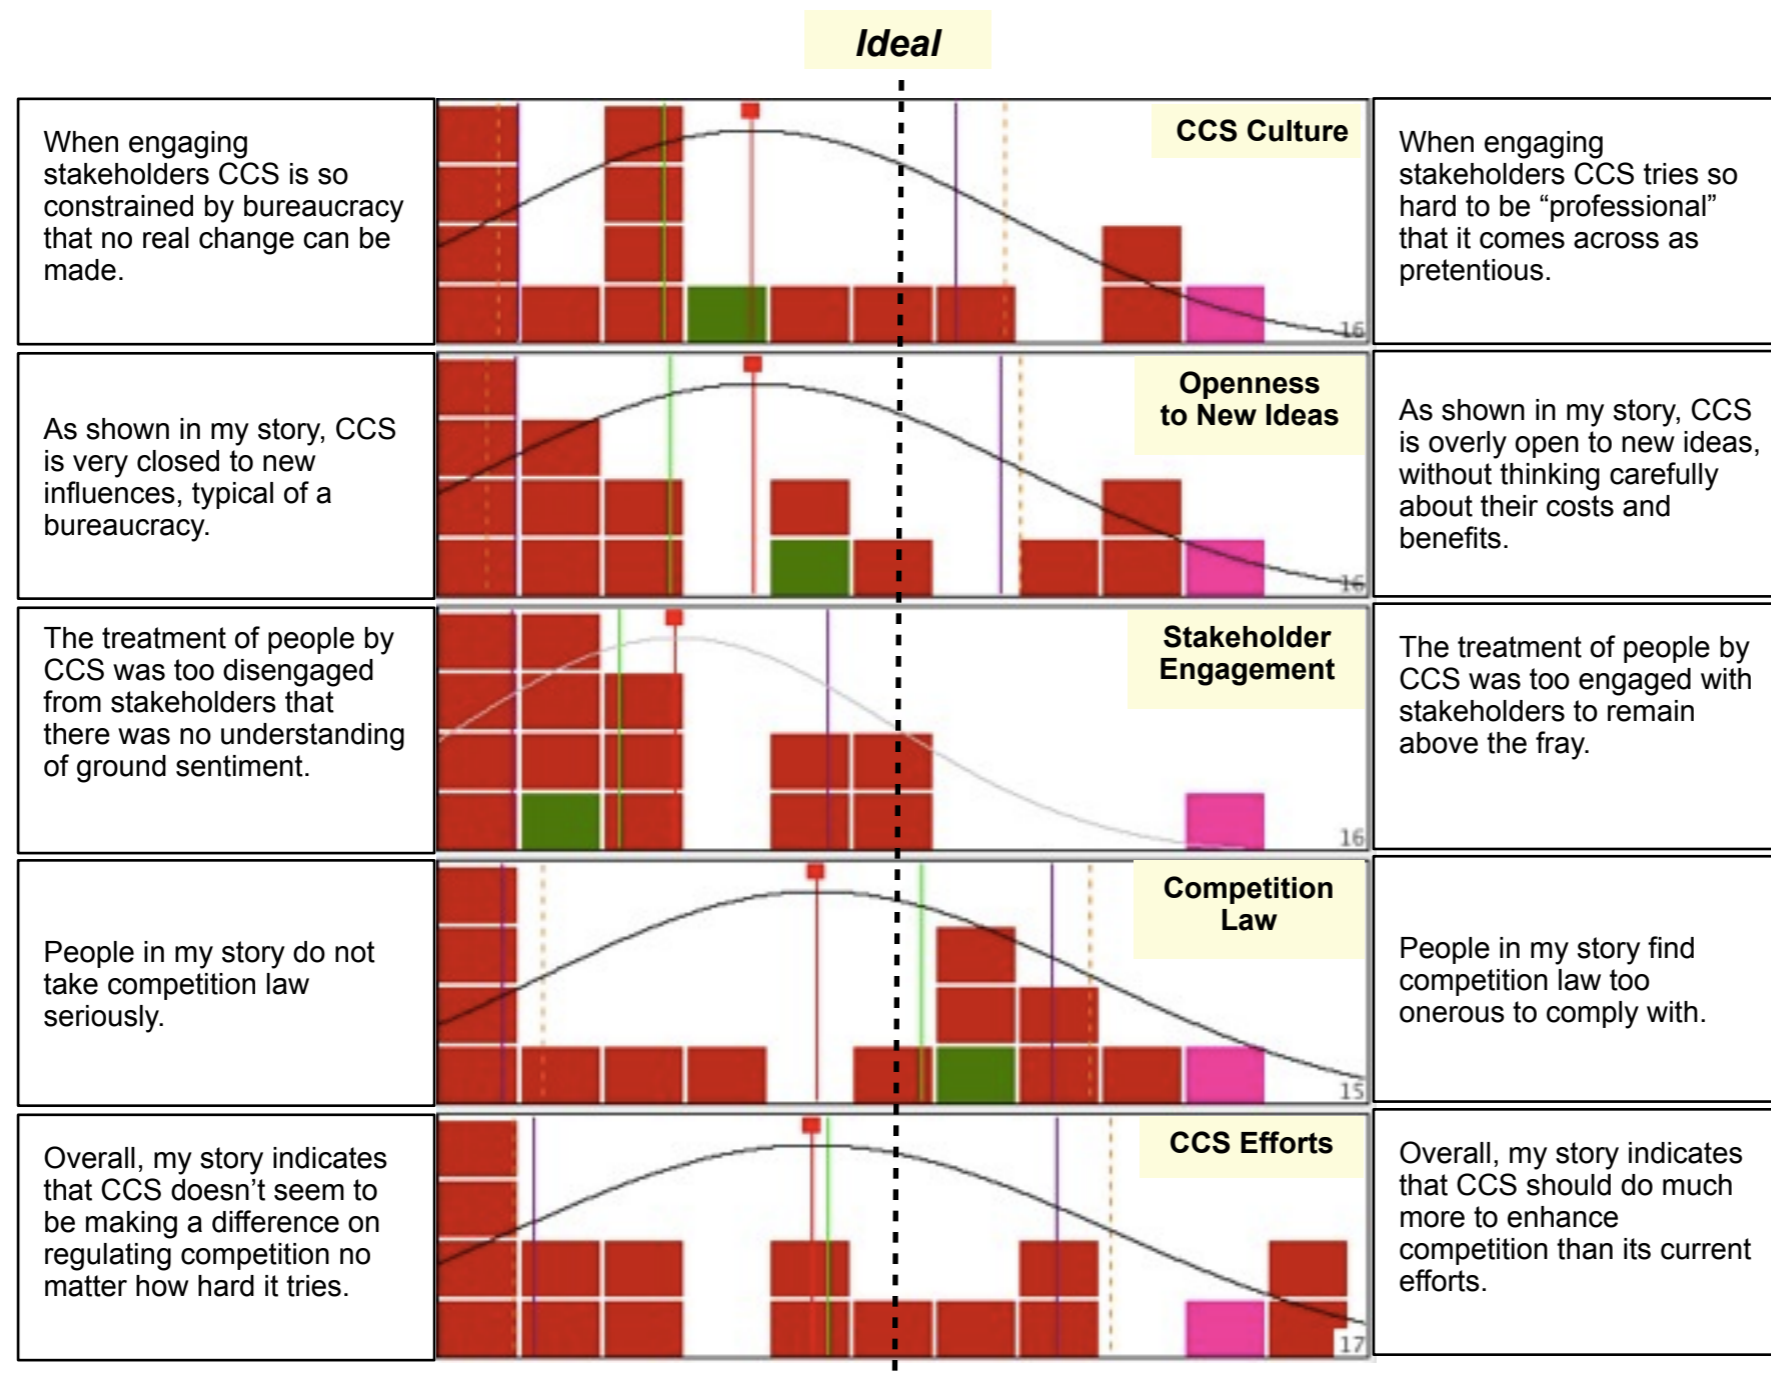 Ideal
When engaging
stakeholders CCS is so
constrained by bureaucracy
that no real change can be
made.
CCS Culture
16
When engaging
stakeholders CCS tries so
hard to be “professional”
that it comes across as
pretentious.
As shown in my story, CCS
is very closed to new
influences, typical of a
bureaucracy.
Openness
to New Ideas
16
As shown in my story, CCS
is overly open to new ideas,
without thinking carefully
about their costs and
benefits.
The treatment of people by
CCS was too disengaged
from stakeholders that
there was no understanding
of ground sentiment.
Stakeholder
Engagement
16
The treatment of people by
CCS was too engaged with
stakeholders to remain
above the fray.
People in my story do not
take competition law
seriously.
Competition
Law
15
People in my story find
competition law too
onerous to comply with.
Overall, my story indicates
that CCS doesn’t seem to
be making a difference on
regulating competition no
matter how hard it tries.
CCS Efforts
17
Overall, my story indicates
that CCS should do much
more to enhance
competition than its current
efforts.